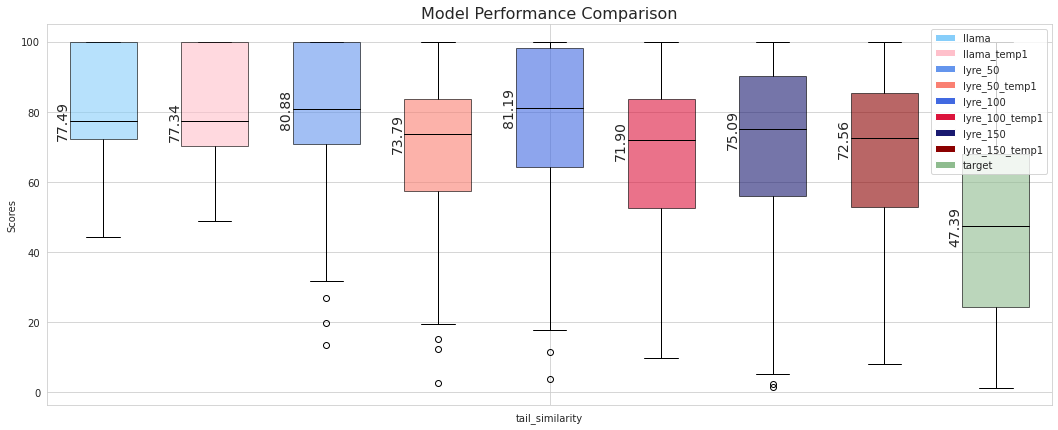 Model Performance Comparison
100
80
60
40
20
0
Scores
77.49
77.34
80.88
73.79
81.19
71.90
75.09
72.56
47.39
llama
llama_temp1
lyre_50
lyre_50_temp1
lyre_100
lyre_100_temp1
lyre_150
lyre_150_temp1
target
tail_similarity